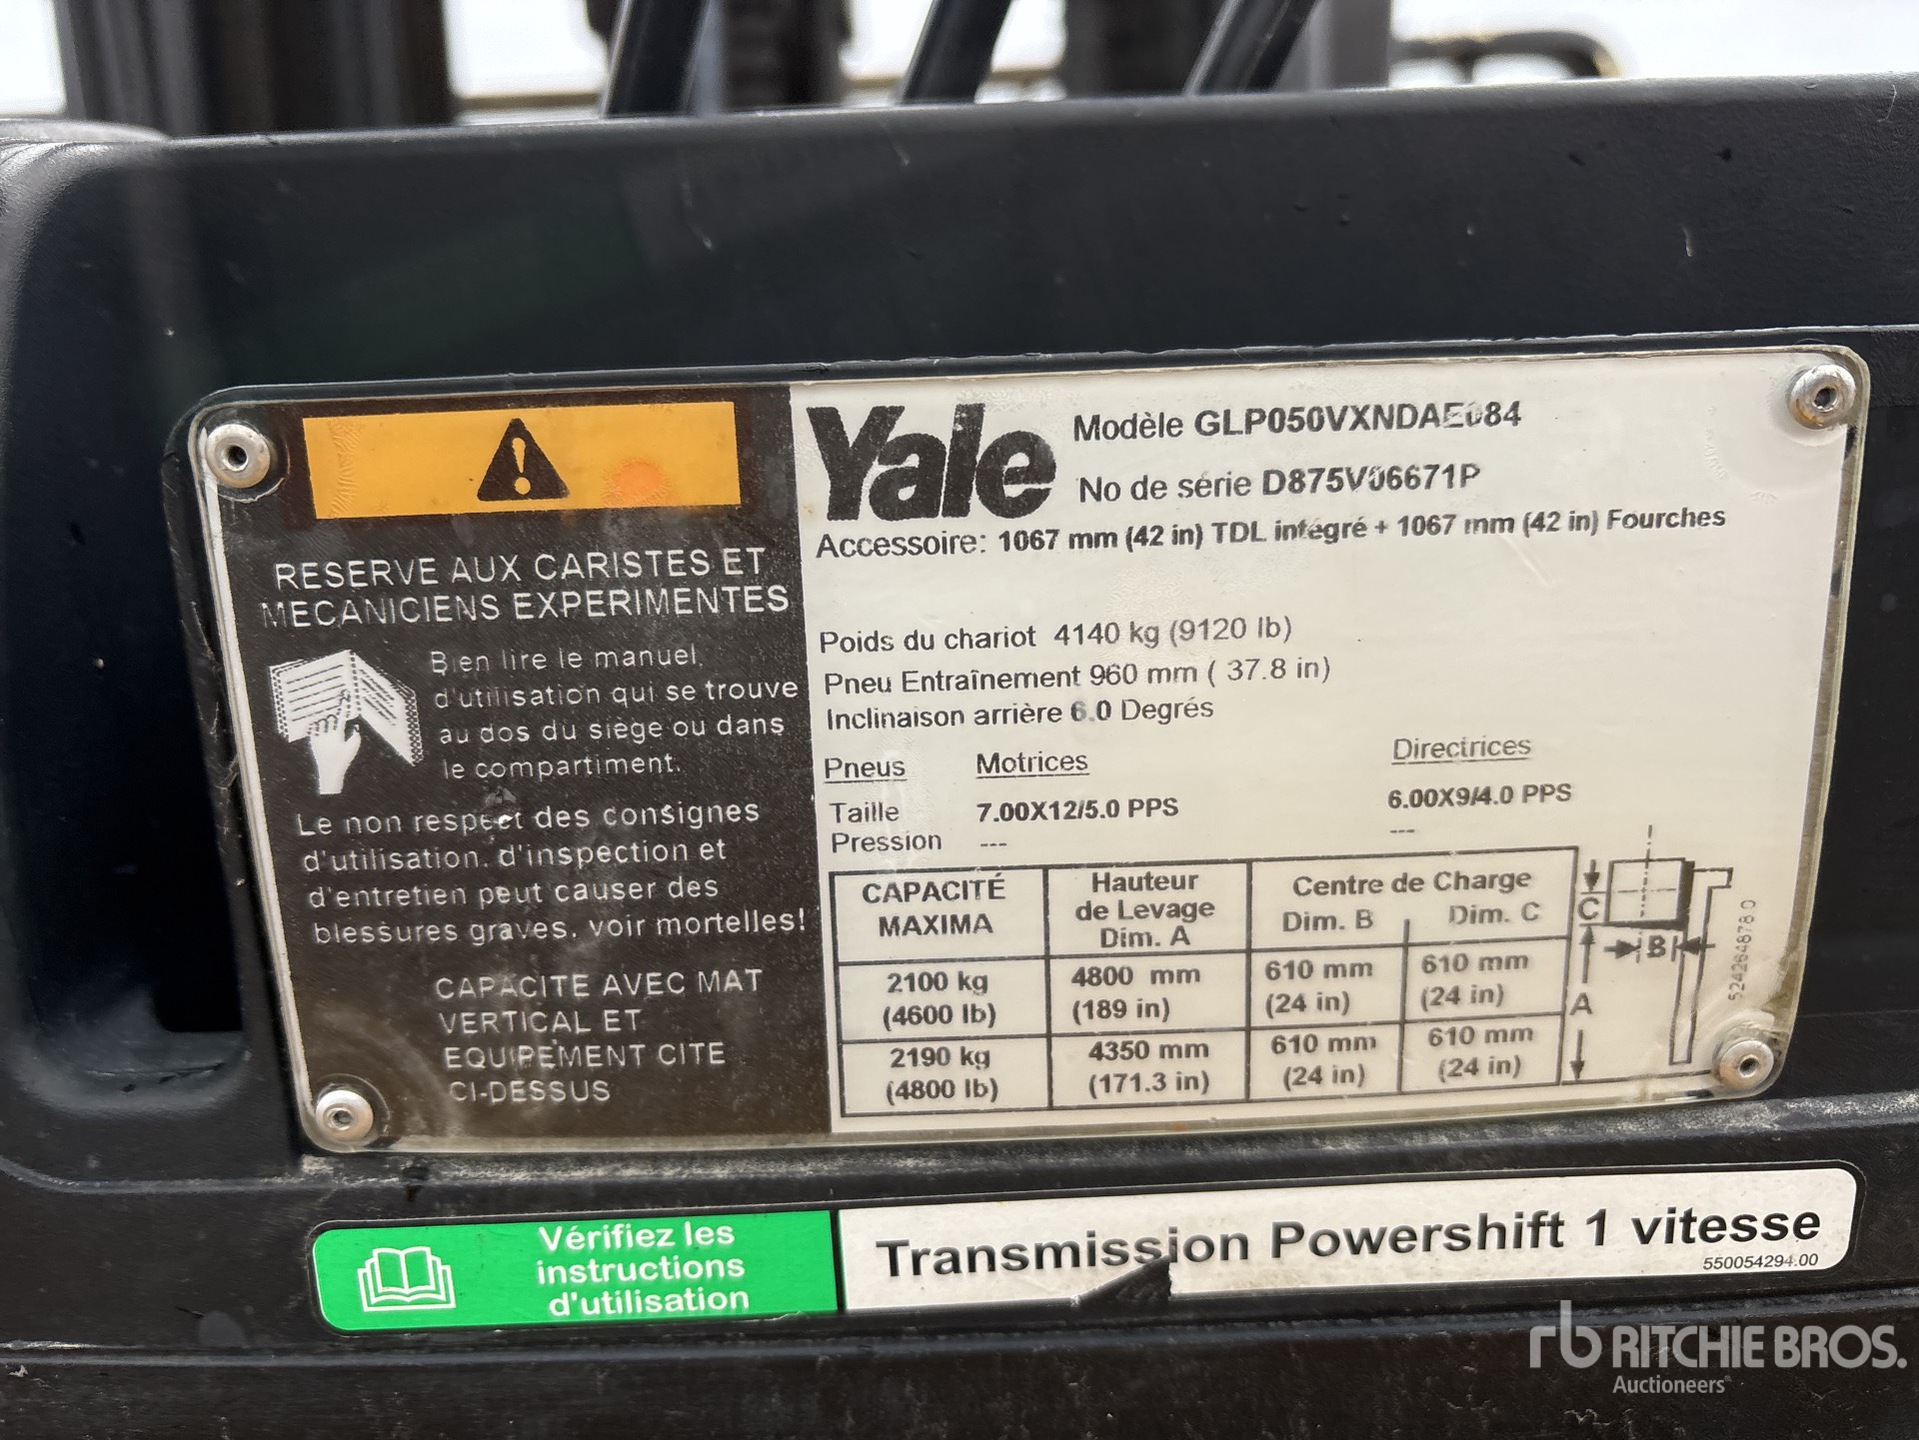 RESERVE AUX CARISTES ET
MECANICIENS EXPERIMENTES
Bien lire le manuel,
d'utilisation qui se trouve
au dos du siège ou dans
le compartiment.
Le non respect des consignes
d'utilisation, d'inspection et
d'entretien peut causer des
blessures graves, voir mortelles!
CAPACITE AVEC MAT
VERTICAL ET
EQUIPEMENT CITE
CI-DESSUS
Yale
Modèle GLP050VXNDAE084
No de série D875V06671P
Accessoire: 1067 mm (42 in) TDL intégré + 1067 mm (42 in) Fourches
Poids du chariot 4140 kg (9120 lb)
Pneu Entraînement 960 mm ( 37.8 in)
Inclinaison arrière 6.0 Degrés
Pneus Motrices Directrices
Taille 7.00X12/5.0 PPS 6.00X9/4.0 PPS
Pression --- ---
CAPACITÉ MAXIMA
Hauteur de Levage Dim. A
Centre de Charge
Dim. B Dim. C
2100 kg 4800 mm 610 mm 610 mm
(4600 lb) (189 in) (24 in) (24 in)
2190 kg 4350 mm 610 mm 610 mm
(4800 lb) (171.3 in) (24 in) (24 in)
C
B
A
524264878.0
Vérifiez les
instructions
d'utilisation
Transmission Powershift 1 vitesse
550054294.00
rb RITCHIE BROS.
Auctioneers